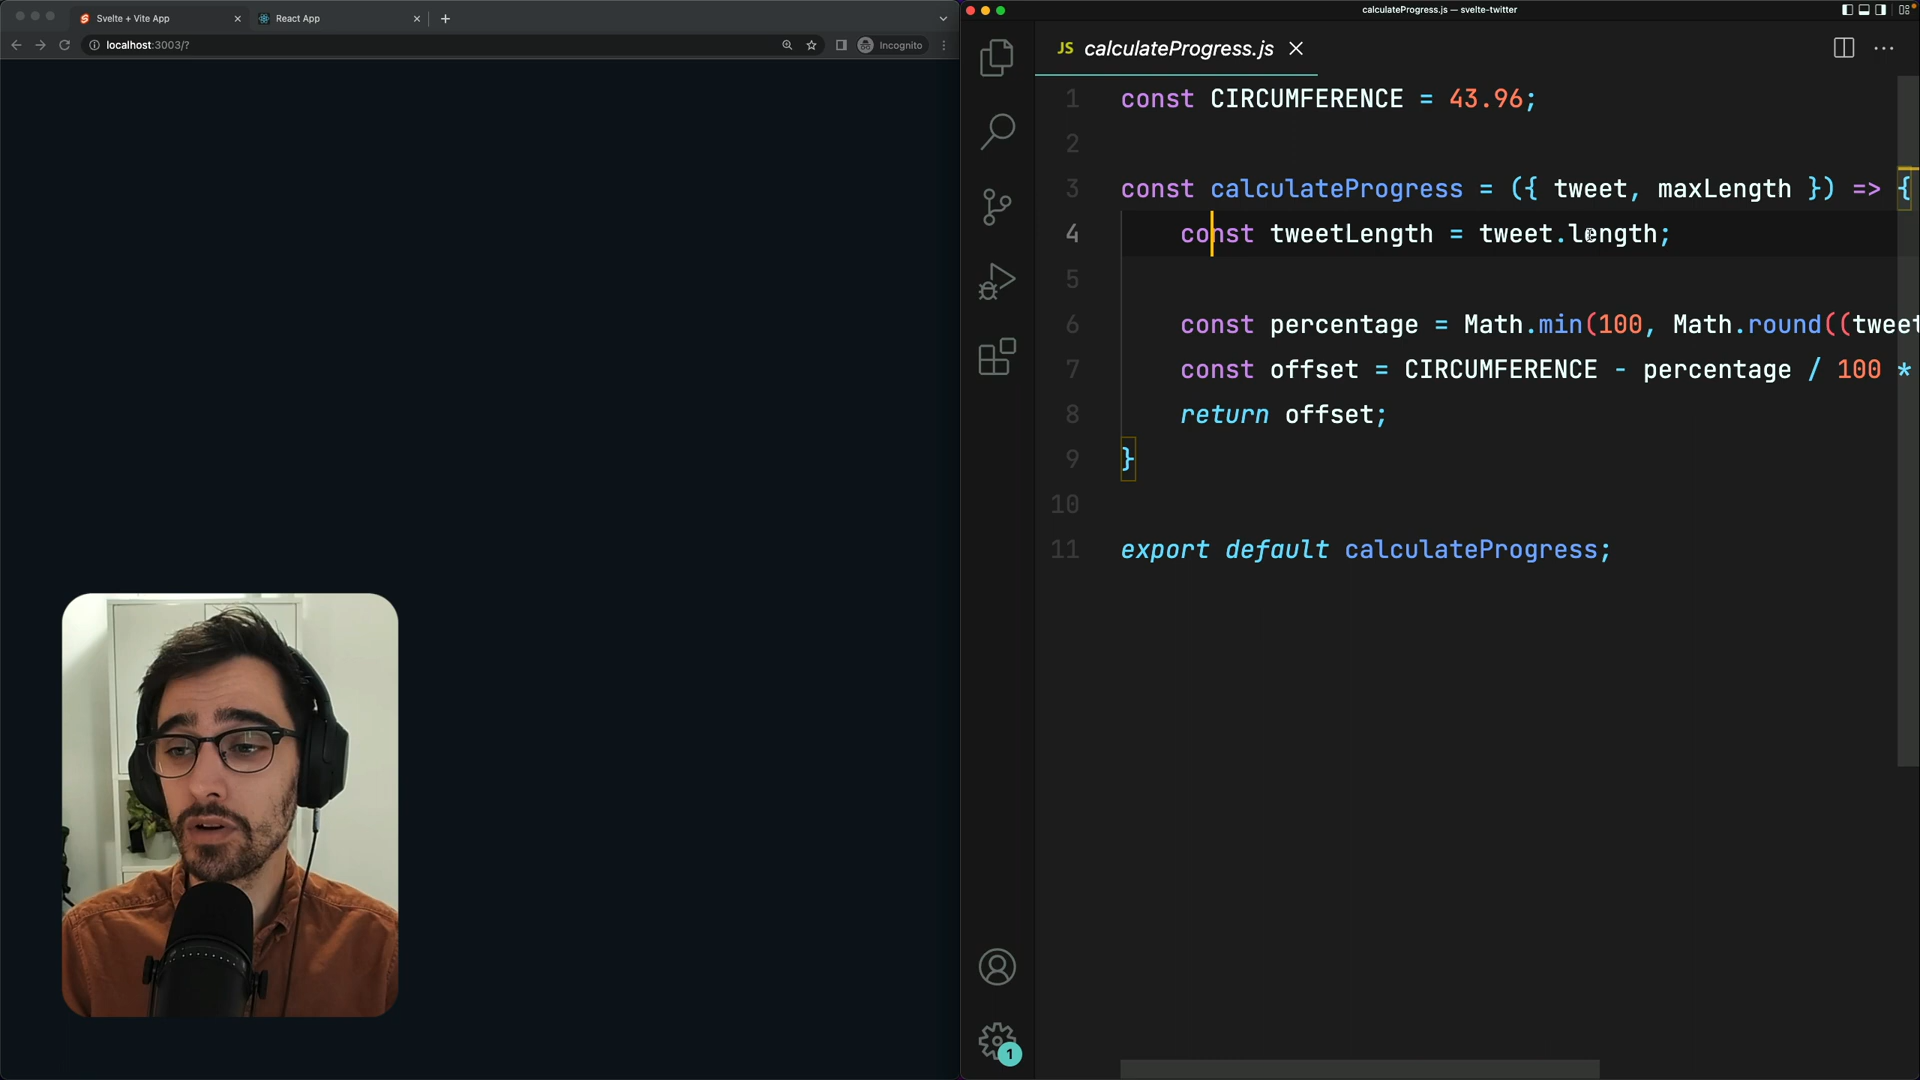 Svelte + Vite App
React App
localhost:3003/?
Incognito
calculateProgress.js — svelte-twitter
JS calculateProgress.js
1 const CIRCUMFERENCE = 43.96;
2
3 const calculateProgress = ({ tweet, maxLength }) => {
4 const tweetLength = tweet.length;
5
6 const percentage = Math.min(100, Math.round((tweet
7 const offset = CIRCUMFERENCE - percentage / 100 *
8 return offset;
9 }
10
11 export default calculateProgress;
1